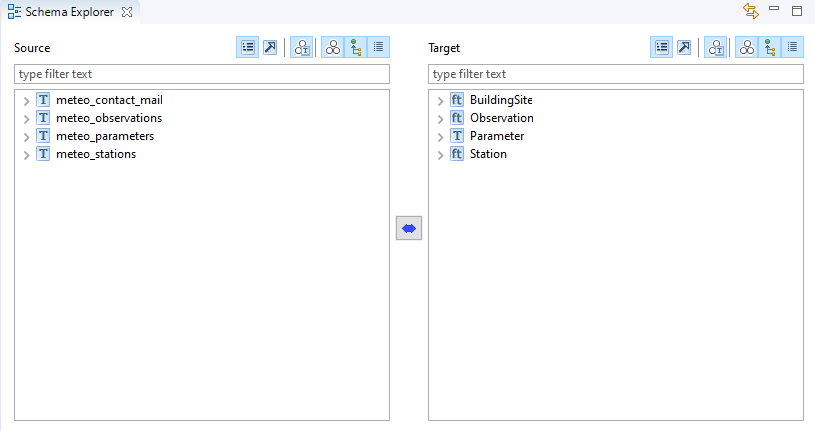 Schema Explorer
Source
Target
type filter text
type filter text
T meteo_contact_mail
T meteo_observations
T meteo_parameters
T meteo_stations
ft BuildingSite
ft Observation
T Parameter
ft Station